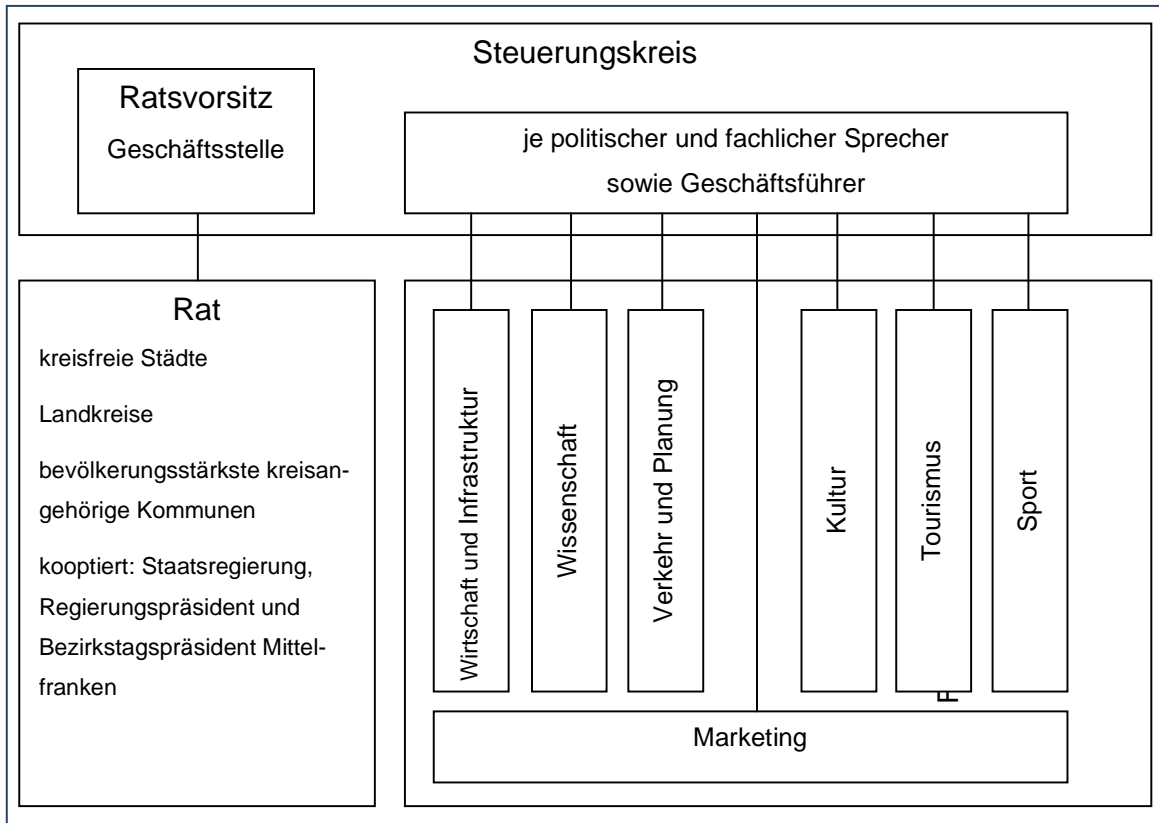 Steuerungskreis
Ratsvorsitz
Geschäftsstelle
je politischer und fachlicher Sprecher
sowie Geschäftsführer
Rat
kreisfreie Städte
Landkreise
bevölkerungsstärkste kreisan-
gehörige Kommunen
kooptiert: Staatsregierung,
Regierungspräsident und
Bezirkstagspräsident Mittel-
franken
Wirtschaft und Infrastruktur
Wissenschaft
Verkehr und Planung
Kultur
Tourismus
Sport
Marketing